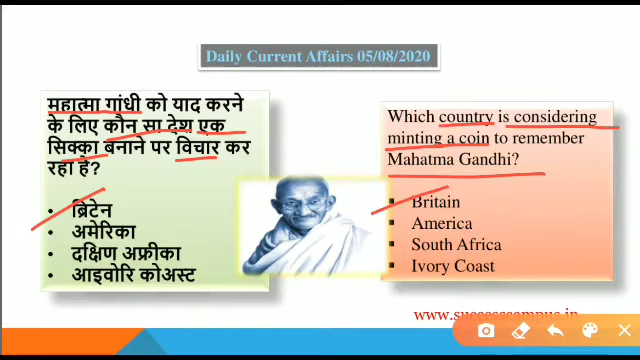 Daily Current Affairs 05/08/2020
महात्मा गांधी को याद करने
के लिए कौन सा देश एक
सिक्का बनाने पर विचार कर
रहा है?
• ब्रिटेन
• अमेरिका
• दक्षिण अफ्रीका
• आइवोरि कोअस्ट
Which country is considering
minting a coin to remember
Mahatma Gandhi?
▪ Britain
▪ America
▪ South Africa
▪ Ivory Coast
www.successcampus.in